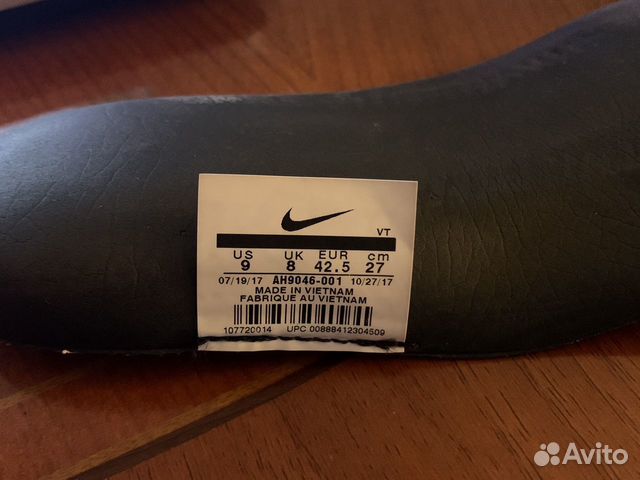 VT
US UK EUR cm
9 8 42.5 27
07/19/17 AH9046-001 10/27/17
MADE IN VIETNAM
FABRIQUE AU VIETNAM
107720014 UPC 00888412304509
Avito